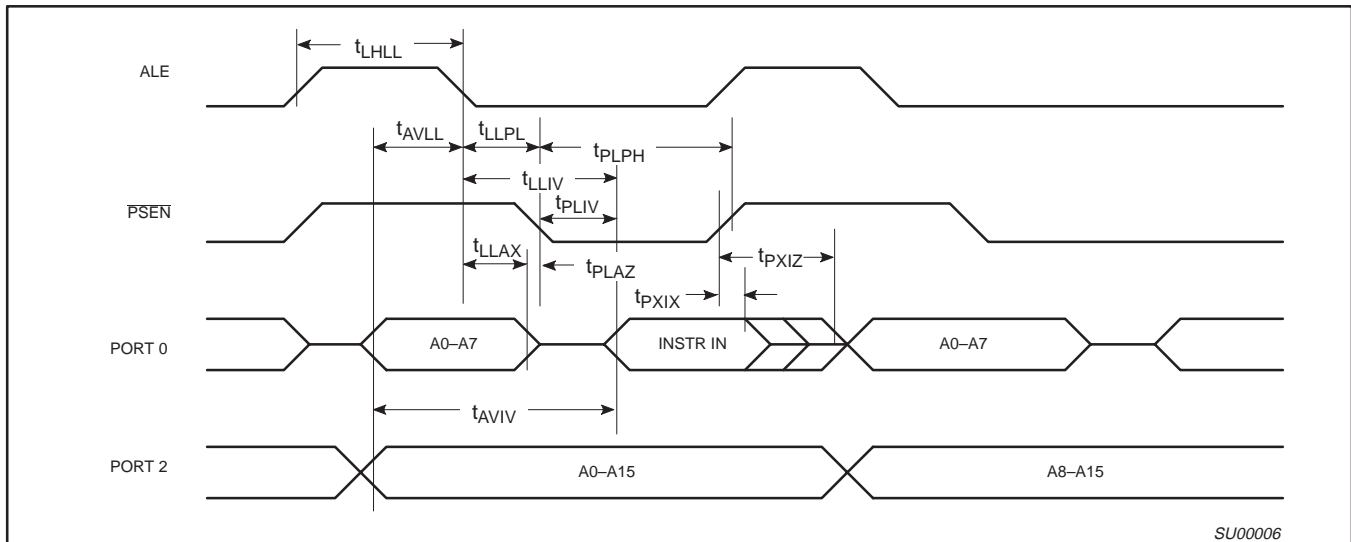 tLHLL
ALE
tAVLL tLLPL tPLPH
tLLIV
PSEN
tPLIV
tLLAX
tPLAZ
tPXIZ
tPXIX
PORT 0
A0–A7
INSTR IN
A0–A7
tAVIV
PORT 2
A0–A15
A8–A15
SU00006